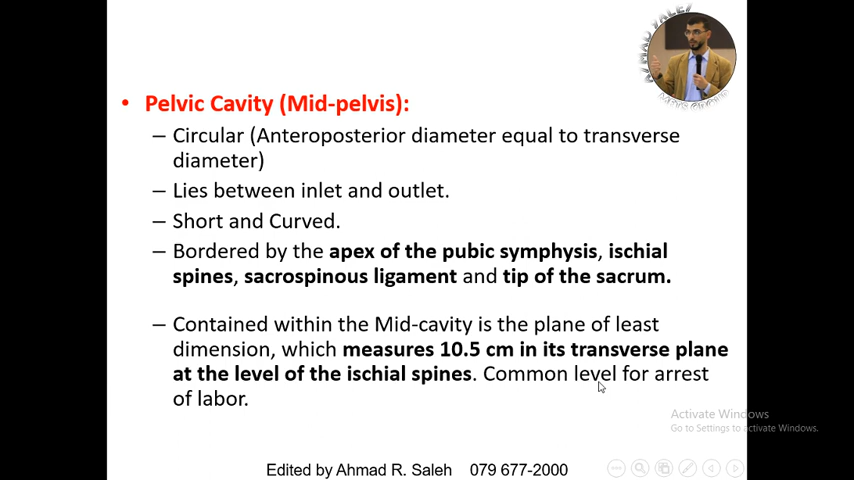 • Pelvic Cavity (Mid-pelvis):
– Circular (Anteroposterior diameter equal to transverse
diameter)
– Lies between inlet and outlet.
– Short and Curved.
– Bordered by the apex of the pubic symphysis, ischial
spines, sacrospinous ligament and tip of the sacrum.
– Contained within the Mid-cavity is the plane of least
dimension, which measures 10.5 cm in its transverse plane
at the level of the ischial spines. Common level for arrest
of labor.
Activate Windows
Go to Settings to activate Windows.
Edited by Ahmad R. Saleh 079 677-2000